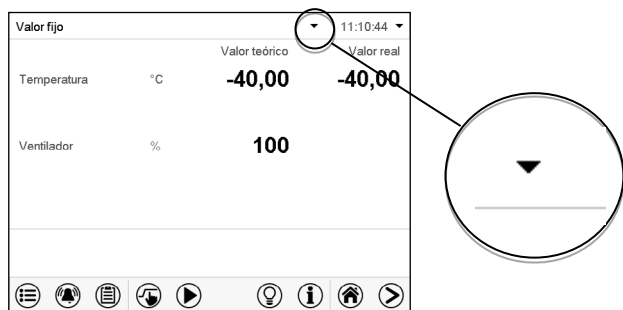 Valor fijo 11:10:44
Valor teórico Valor real
Temperatura °C -40,00 -40,00
Ventilador % 100